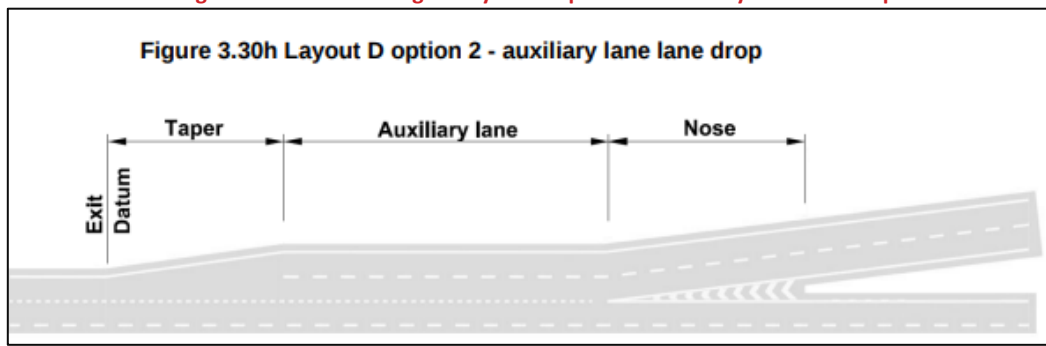 Figure 3.30h Layout D option 2 - auxiliary lane lane drop
Taper
Auxiliary lane
Nose
Exit
Datum